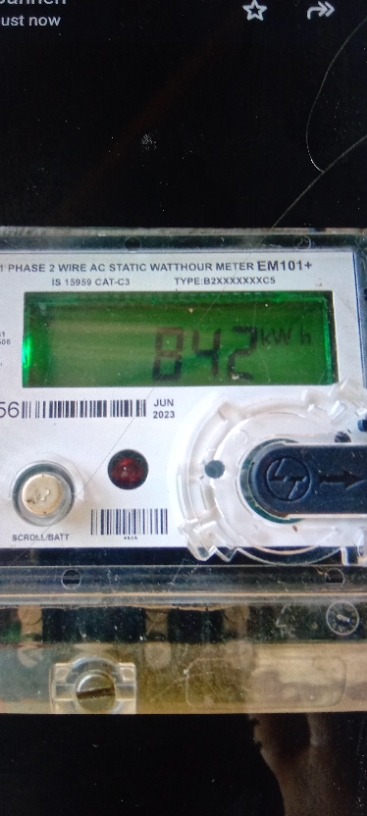 ust now
1 PHASE 2 WIRE AC STATIC WATTHOUR METER EM101+
IS 15959 CAT-C3 TYPE:B2XXXXXXXC5
842 kWh
56
JUN
2023
SCROLL/BATT